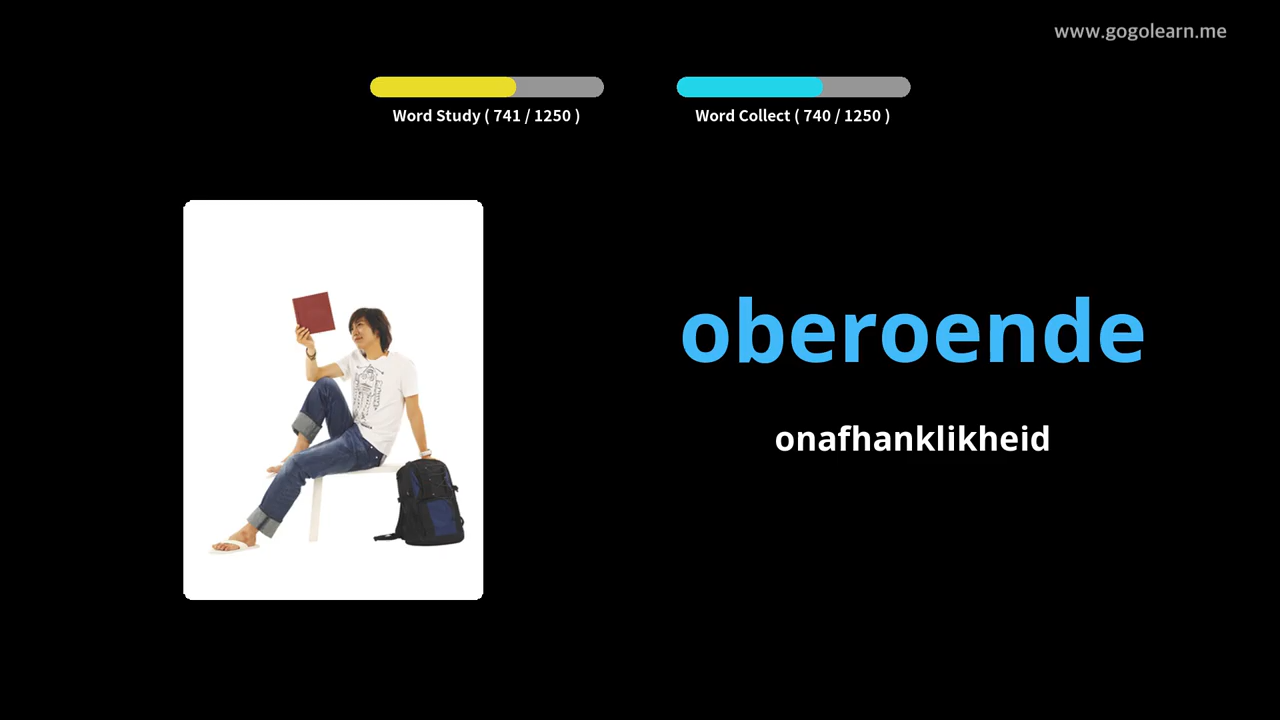 www.gogolearn.me
Word Study ( 741 / 1250 )
Word Collect ( 740 / 1250 )
oberoende
onafhanklikheid